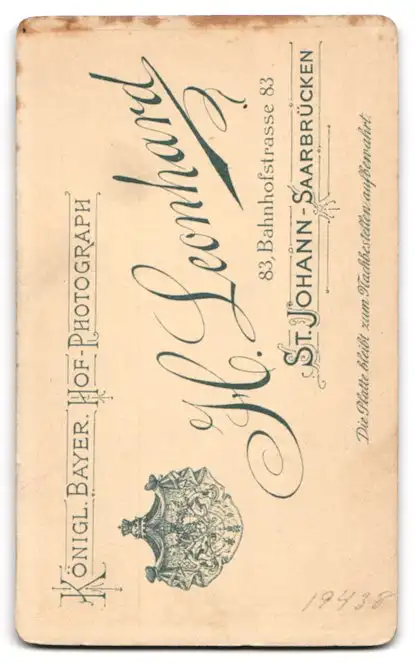 KÖNIGL. BAYER. HOF-PHOTOGRAPH
H. Leonhard
83, Bahnhofstrasse 83
ST. JOHANN-SAARBRÜCKEN
Die Platte bleibt zum Nachbestellen aufbewahrt.
19438